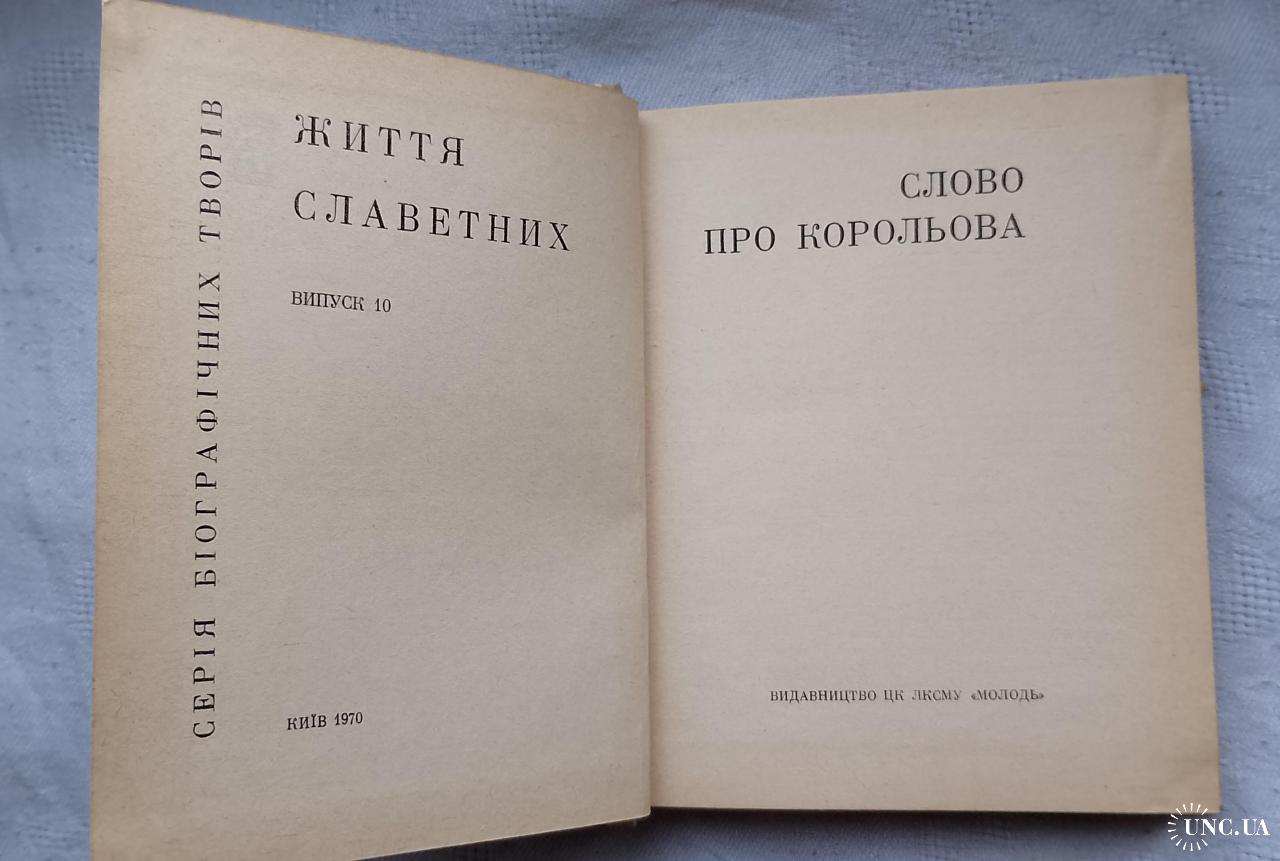 СЕРІЯ БІОГРАФІЧНИХ ТВОРІВ
ЖИТТЯ
СЛАВЕТНИХ
ВИПУСК 10
КИЇВ 1970
СЛОВО
ПРО КОРОЛЬОВА
ВИДАВНИЦТВО ЦК ЛКСМУ «МОЛОДЬ»
UNC.UA